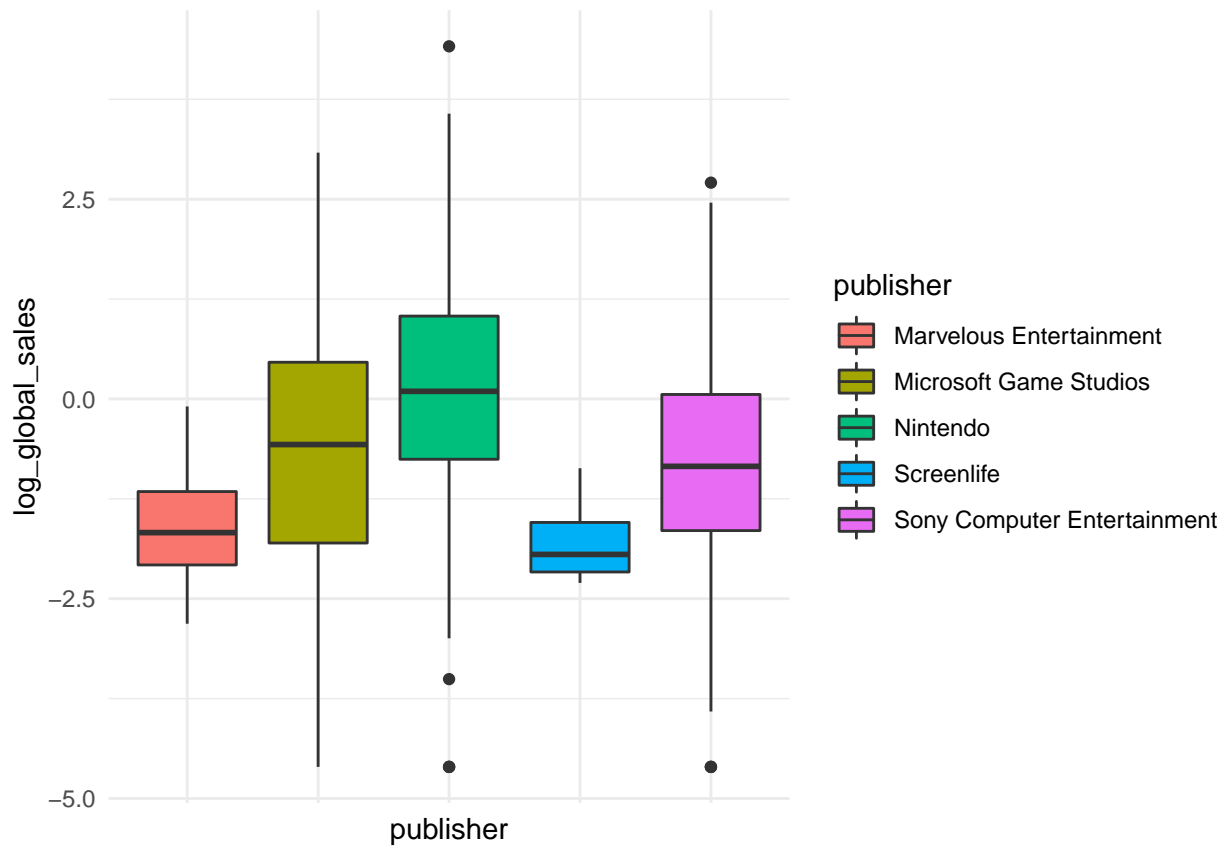 log_global_sales
2.5
0.0
−2.5
−5.0
publisher
publisher
Marvelous Entertainment
Microsoft Game Studios
Nintendo
Screenlife
Sony Computer Entertainment